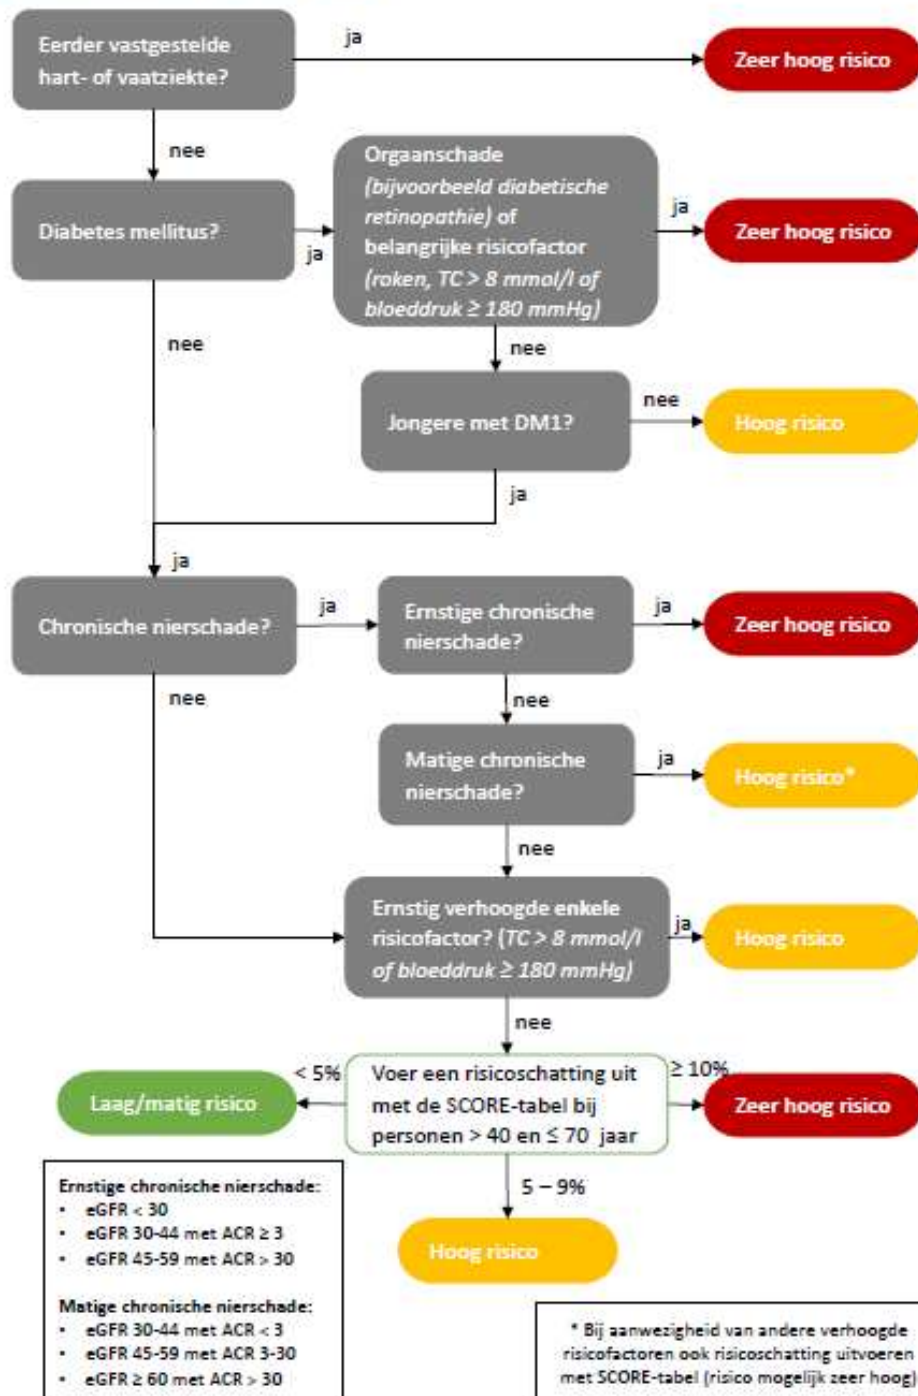 Eerder vastgestelde
hart- of vaatziekte?
ja
Zeer hoog risico
nee
Diabetes mellitus?
ja
Orgaanschade
(bijvoorbeeld diabetische
retinopathie) of
belangrijke risicofactor
(roken, TC > 8 mmol/l of
bloeddruk ≥ 180 mmHg)
ja
Zeer hoog risico
nee
nee
Jongere met DM1?
nee
Hoog risico
ja
ja
Chronische nierschade?
ja
Ernstige chronische
nierschade?
ja
Zeer hoog risico
nee
nee
Matige chronische
nierschade?
ja
Hoog risico*
nee
Ernstig verhoogde enkele
risicofactor? (TC > 8 mmol/l
of bloeddruk ≥ 180 mmHg)
ja
Hoog risico
nee
Voer een risicoschatting uit
met de SCORE-tabel bij
personen > 40 en ≤ 70 jaar
< 5%
Laag/matig risico
≥ 10%
Zeer hoog risico
5 – 9%
Hoog risico
Ernstige chronische nierschade:
• eGFR < 30
• eGFR 30-44 met ACR ≥ 3
• eGFR 45-59 met ACR > 30
Matige chronische nierschade:
• eGFR 30-44 met ACR < 3
• eGFR 45-59 met ACR 3-30
• eGFR ≥ 60 met ACR > 30
* Bij aanwezigheid van andere verhoogde
risicofactoren ook risicoschatting uitvoeren
met SCORE-tabel (risico mogelijk zeer hoog)